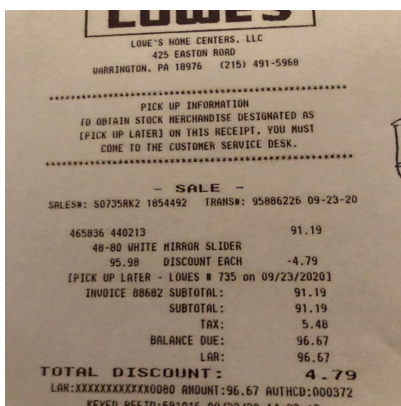 LOWE'S
LOWE'S HOME CENTERS, LLC
425 EASTON ROAD
WARRINGTON, PA 18976 (215) 491-5968
PICK UP INFORMATION
TO OBTAIN STOCK MERCHANDISE DESIGNATED AS
[PICK UP LATER] ON THIS RECEIPT, YOU MUST
COME TO THE CUSTOMER SERVICE DESK.
- SALE -
SALES#: S0735RK2 1854492 TRANS#: 95886226 09-23-20
465836 440213 91.19
48-80 WHITE MIRROR SLIDER
95.98 DISCOUNT EACH -4.79
[PICK UP LATER - LOWES # 735 on 09/23/2020]
INVOICE 88682 SUBTOTAL: 91.19
SUBTOTAL: 91.19
TAX: 5.48
BALANCE DUE: 96.67
LAR: 96.67
TOTAL DISCOUNT: 4.79
LAR:XXXXXXXXXXXX0080 AMOUNT:96.67 AUTHCD:000372